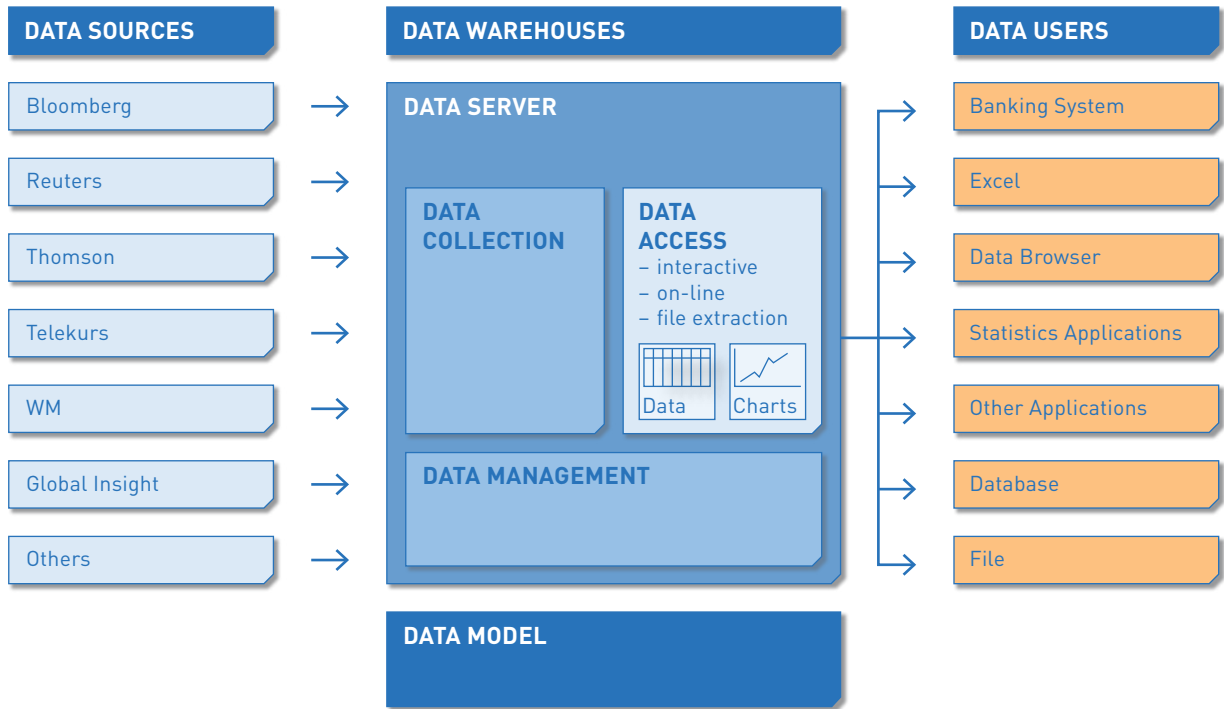 DATA SOURCES
Bloomberg
Reuters
Thomson
Telekurs
WM
Global Insight
Others
DATA WAREHOUSES
DATA SERVER
DATA
COLLECTION
DATA
ACCESS
– interactive
– on-line
– file extraction
Data
Charts
DATA MANAGEMENT
DATA MODEL
DATA USERS
Banking System
Excel
Data Browser
Statistics Applications
Other Applications
Database
File